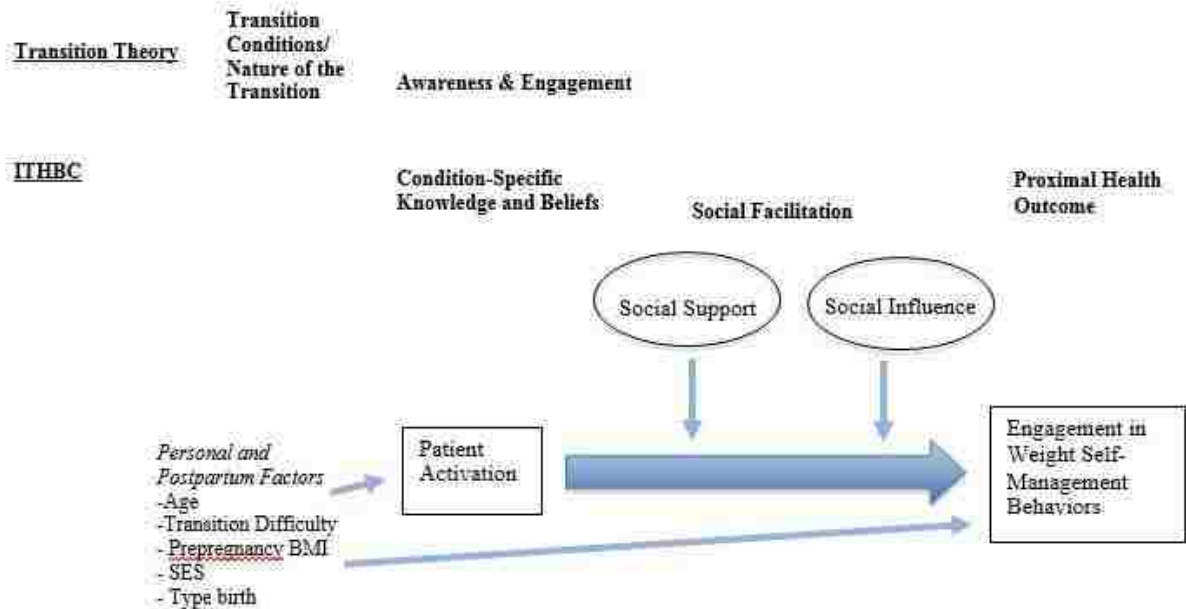 Transition
Conditions/
Nature of the
Transition
Transition Theory
Awareness & Engagement
ITHBC
Condition-Specific
Knowledge and Beliefs
Social Facilitation
Proximal Health
Outcome
Social Support
Social Influence
Personal and
Postpartum Factors
-Age
-Transition Difficulty
- Prepregnancy BMI
- SES
- Type birth
Patient
Activation
Engagement in
Weight Self-
Management
Behaviors